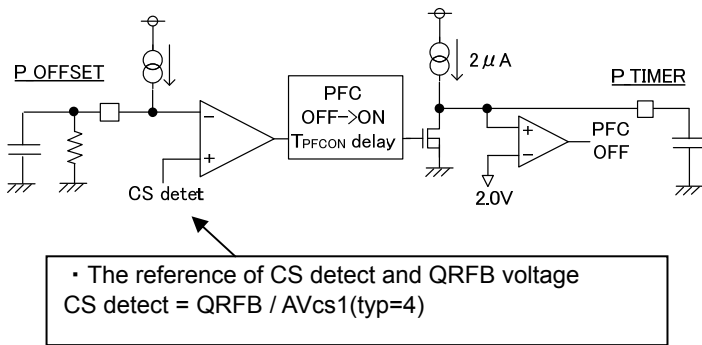 P OFFSET
2μA
P TIMER
PFC
OFF->ON
TPFCON delay
−
+
CS detet
+
−
PFC
OFF
2.0V
・The reference of CS detect and QRFB voltage
CS detect = QRFB / AVcs1(typ=4)